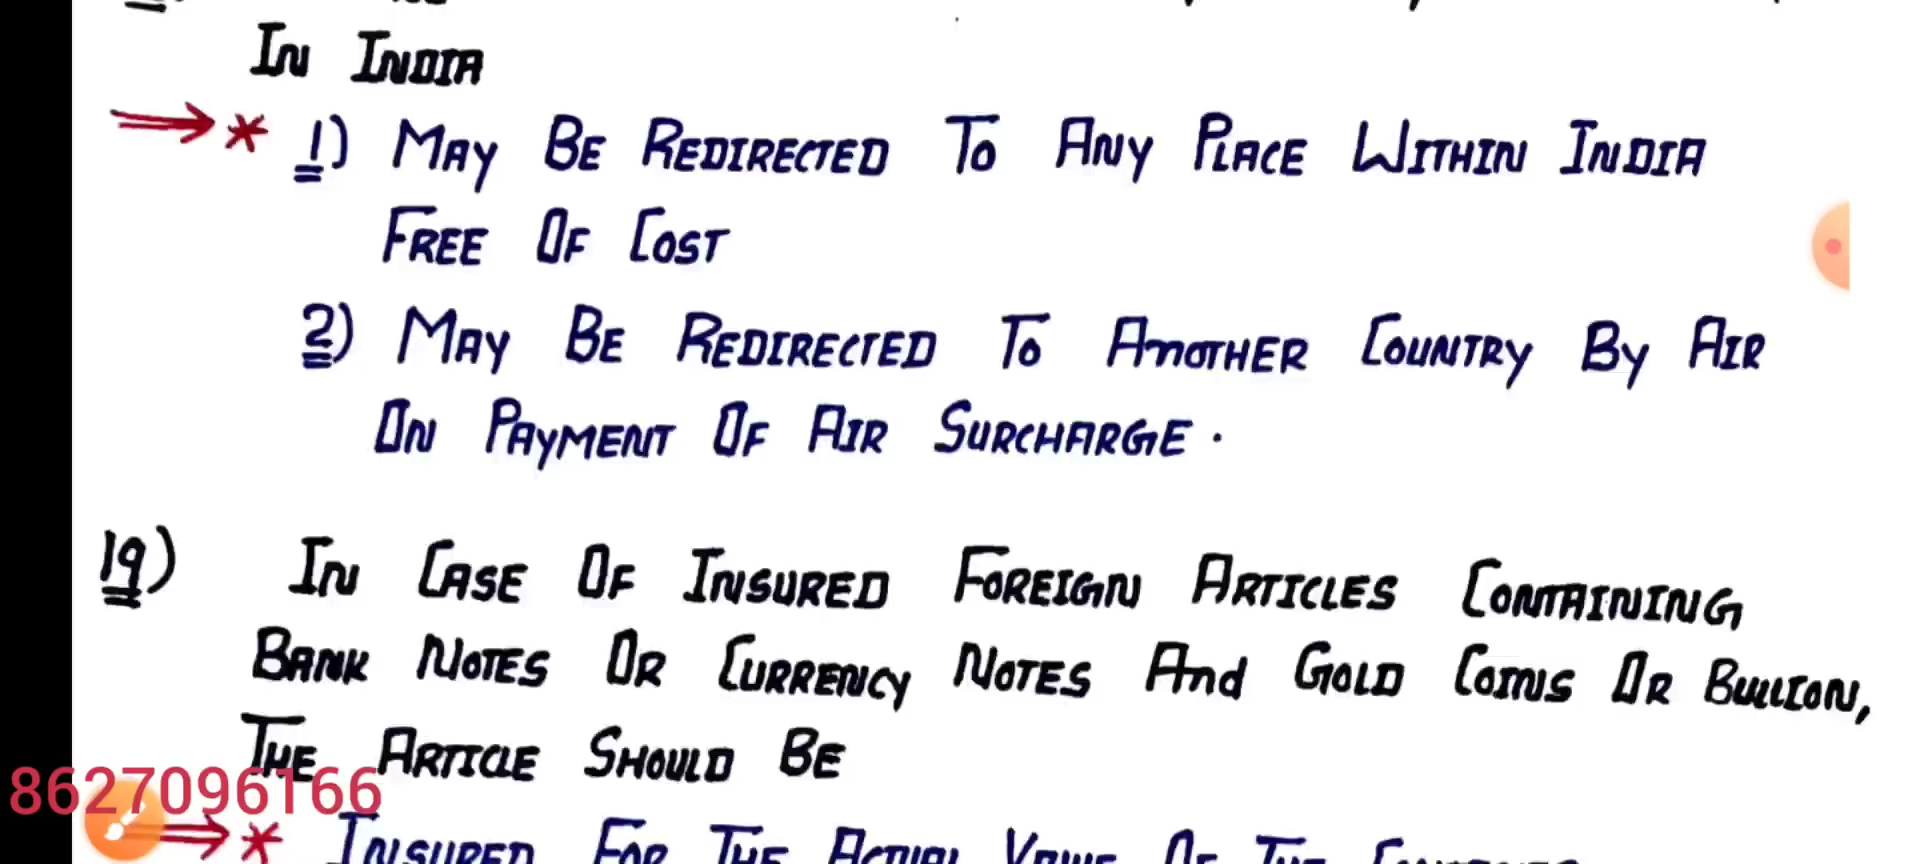 IN INDIA
⇒ * 1) MAY BE REDIRECTED TO ANY PLACE WITHIN INDIA
FREE OF COST
2) MAY BE REDIRECTED TO ANOTHER COUNTRY BY AIR
ON PAYMENT OF AIR SURCHARGE.
19) IN CASE OF INSURED FOREIGN ARTICLES CONTAINING
BANK NOTES OR CURRENCY NOTES And GOLD COINS OR BULLION,
THE ARTICLE SHOULD BE
8627096166
⇒ * INSURED FOR THE ACTUAL VALUE OF THE